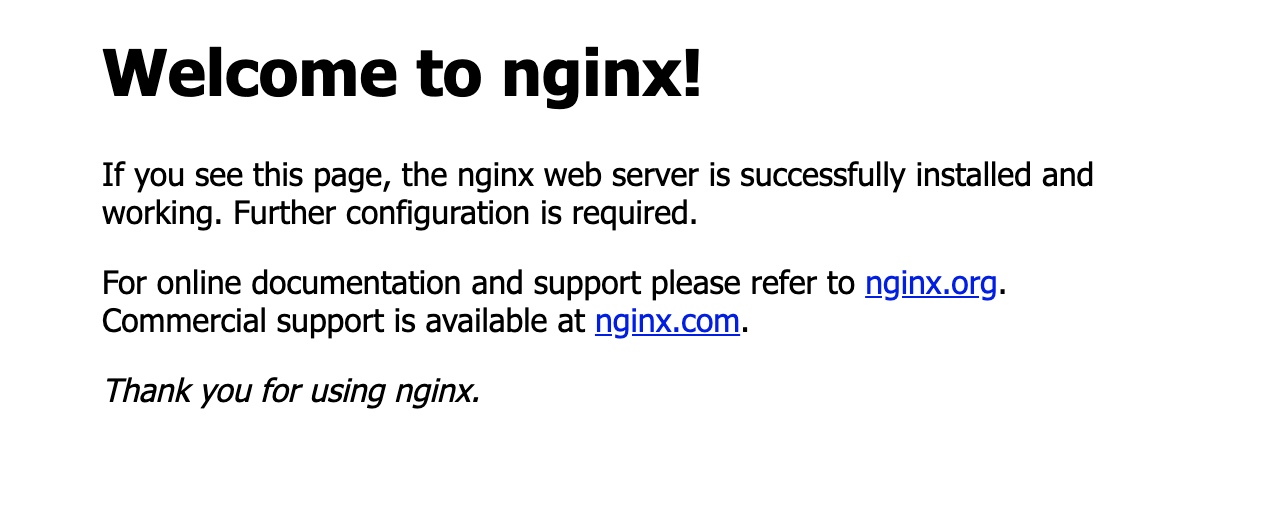 Welcome to nginx!
If you see this page, the nginx web server is successfully installed and
working. Further configuration is required.
For online documentation and support please refer to nginx.org.
Commercial support is available at nginx.com.
Thank you for using nginx.